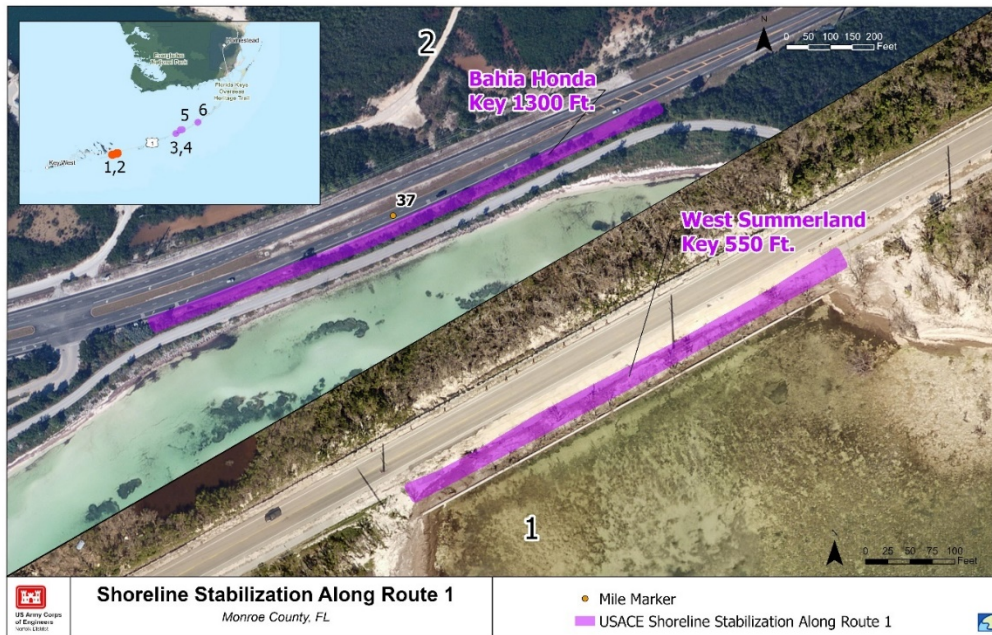 Homestead
Everglades
National Park
Florida Keys
Overseas
Heritage Trail
5
6
1
3,4
Key West
1,2
2
Bahia Honda
Key 1300 Ft.
N
0 50 100 150 200
Feet
37
West Summerland
Key 550 Ft.
1
0 25 50 75 100
Feet
US Army Corps
of Engineers
Norfolk District
Shoreline Stabilization Along Route 1
Monroe County, FL
Mile Marker
USACE Shoreline Stabilization Along Route 1